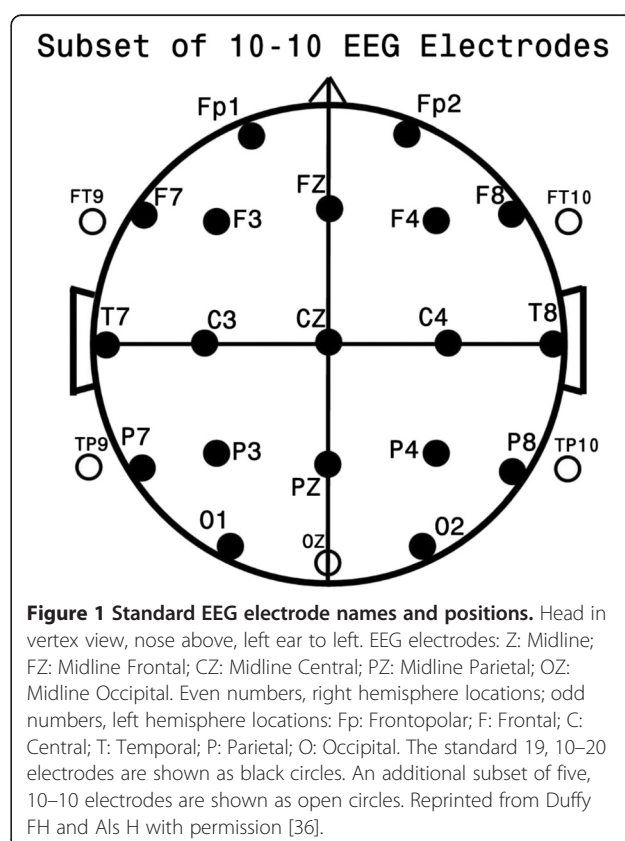 Subset of 10-10 EEG Electrodes
Fp1 Fp2
FT9 F7 F3 FZ F4 F8 FT10
T7 C3 CZ C4 T8
TP9 P7 P3 PZ P4 P8 TP10
O1 OZ O2
Figure 1 Standard EEG electrode names and positions. Head in
vertex view, nose above, left ear to left. EEG electrodes: Z: Midline;
FZ: Midline Frontal; CZ: Midline Central; PZ: Midline Parietal; OZ:
Midline Occipital. Even numbers, right hemisphere locations; odd
numbers, left hemisphere locations: Fp: Frontopolar; F: Frontal; C:
Central; T: Temporal; P: Parietal; O: Occipital. The standard 19, 10–20
electrodes are shown as black circles. An additional subset of five,
10–10 electrodes are shown as open circles. Reprinted from Duffy
FH and Als H with permission [36].